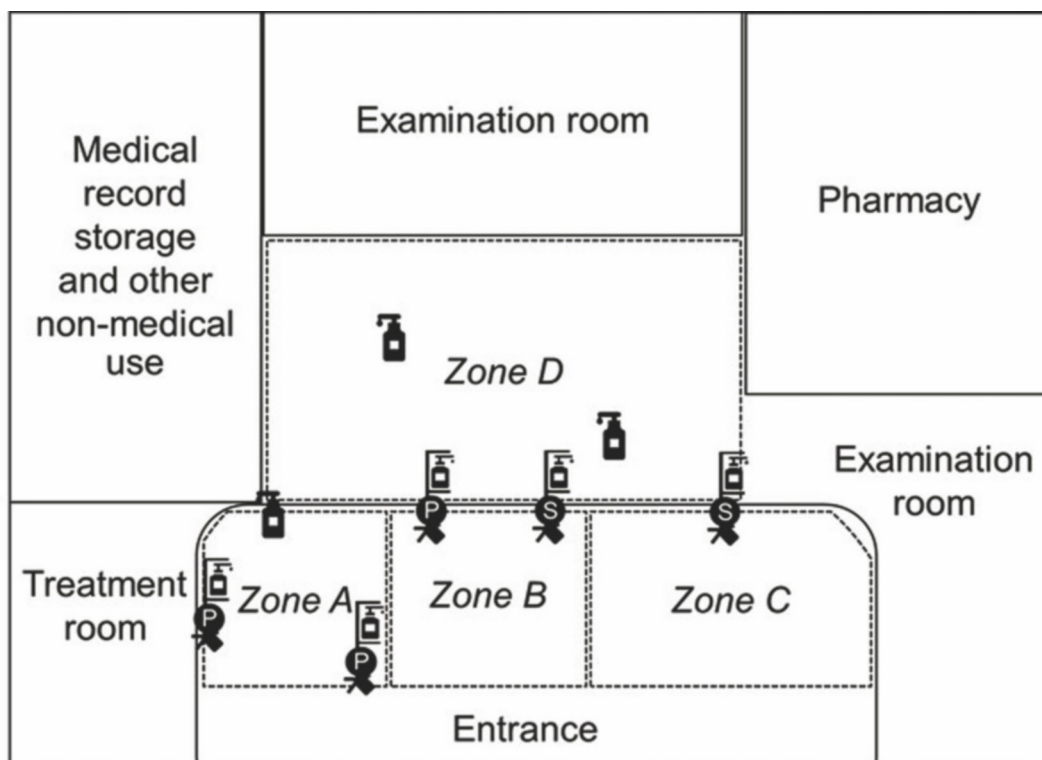 Examination room
Medical
record
storage
and other
non-medical
use
Pharmacy
Zone D
Examination
room
P
S
S
Treatment
room
P
Zone A
P
Zone B
Zone C
Entrance